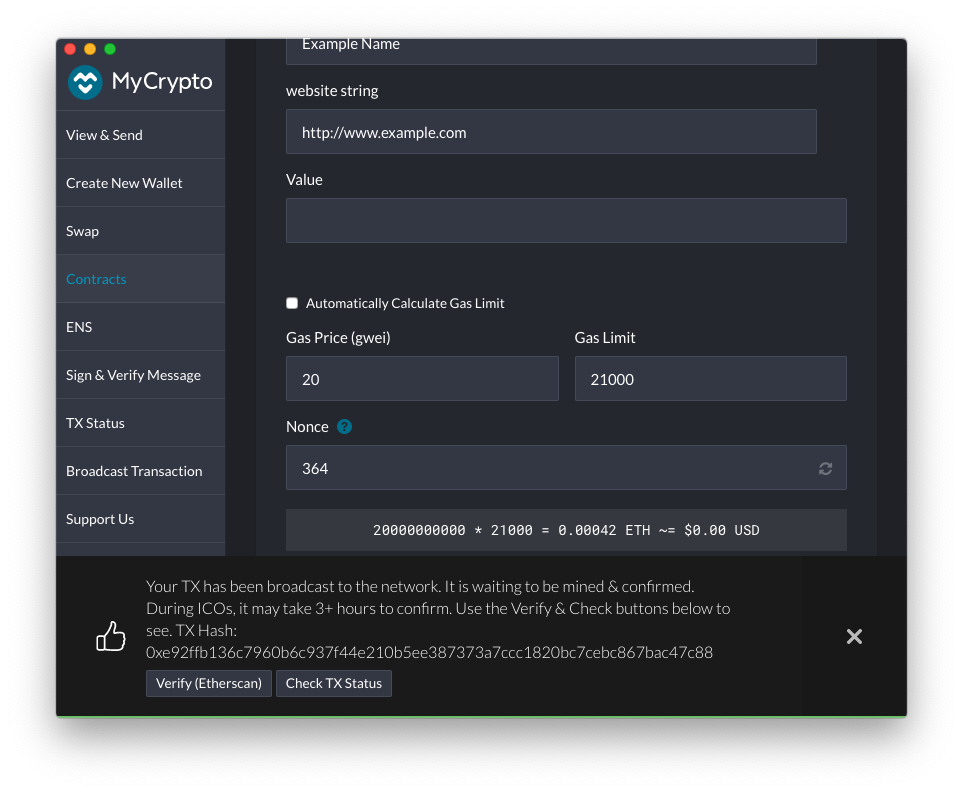 MyCrypto
View & Send
Create New Wallet
Swap
Contracts
ENS
Sign & Verify Message
TX Status
Broadcast Transaction
Support Us
Example Name
website string
http://www.example.com
Value
Automatically Calculate Gas Limit
Gas Price (gwei)
Gas Limit
20
21000
Nonce ?
364
20000000000 * 21000 = 0.00042 ETH ~= $0.00 USD
Your TX has been broadcast to the network. It is waiting to be mined & confirmed.
During ICOs, it may take 3+ hours to confirm. Use the Verify & Check buttons below to
see. TX Hash:
0xe92ffb136c7960b6c937f44e210b5ee387373a7ccc1820bc7cebc867bac47c88
Verify (Etherscan)
Check TX Status